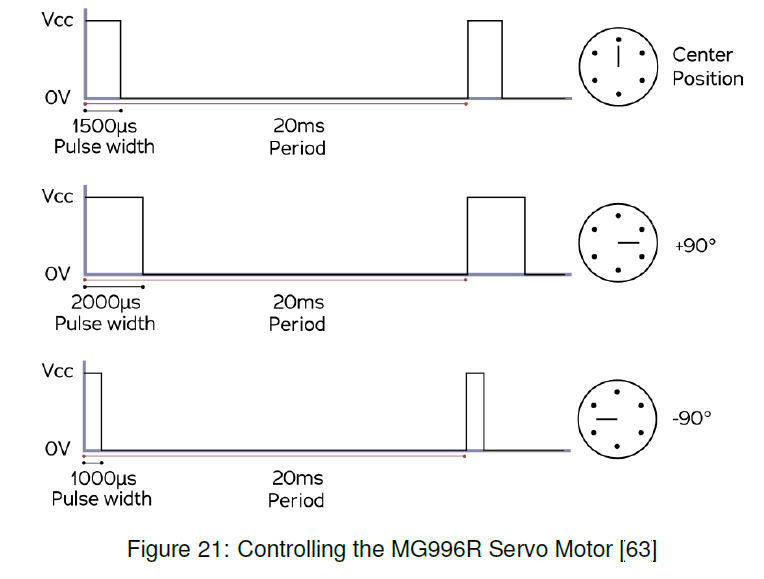 Vcc
0V
1500µs
Pulse width
20ms
Period
Center
Position
Vcc
0V
2000µs
Pulse width
20ms
Period
+90°
Vcc
0V
1000µs
Pulse width
20ms
Period
-90°
Figure 21: Controlling the MG996R Servo Motor [63]